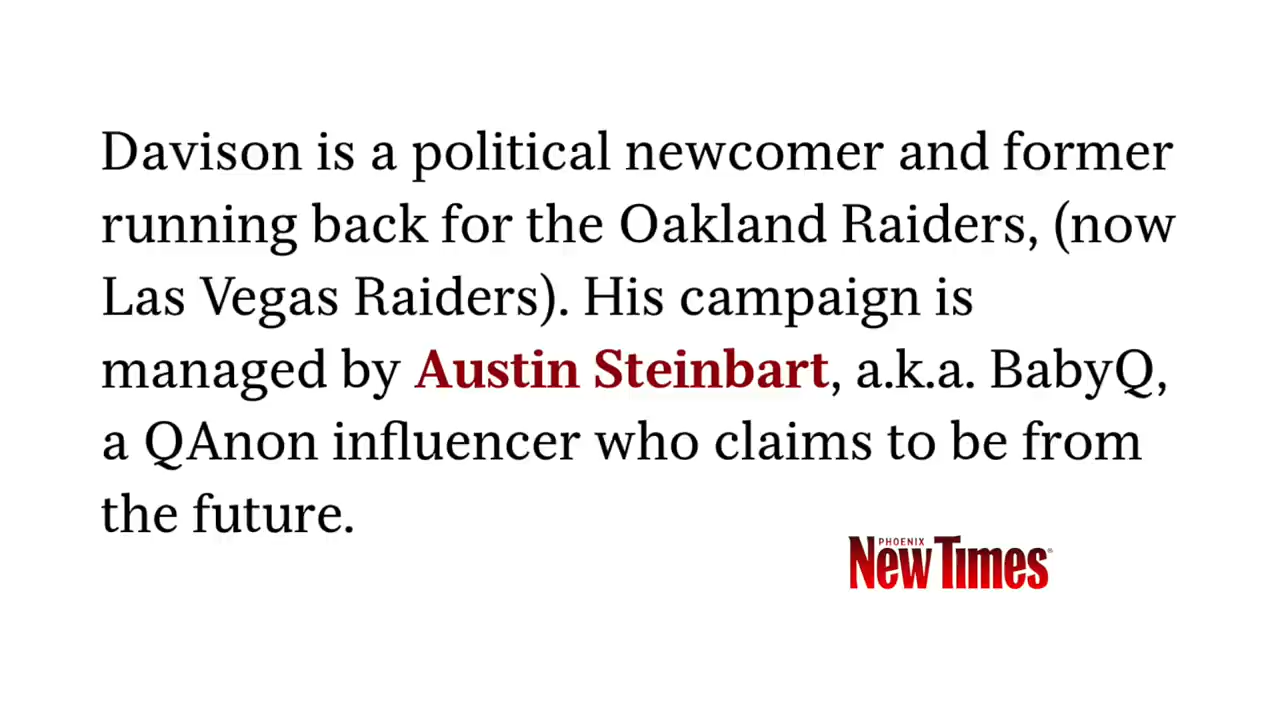 Davison is a political newcomer and former
running back for the Oakland Raiders, (now
Las Vegas Raiders). His campaign is
managed by Austin Steinbart, a.k.a. BabyQ,
a QAnon influencer who claims to be from
the future.
PHOENIX
New Times